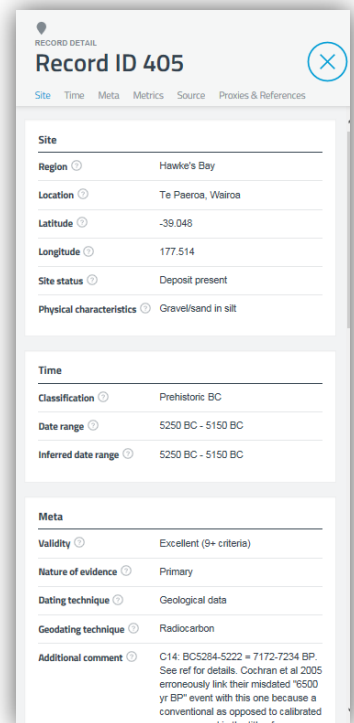 RECORD DETAIL
Record ID 405
Site Time Meta Metrics Source Proxies & References
Site
Region Hawke's Bay
Location Te Paeroa, Wairoa
Latitude -39.048
Longitude 177.514
Site status Deposit present
Physical characteristics Gravel/sand in silt
Time
Classification Prehistoric BC
Date range 5250 BC - 5150 BC
Inferred date range 5250 BC - 5150 BC
Meta
Validity Excellent (9+ criteria)
Nature of evidence Primary
Dating technique Geological data
Geodating technique Radiocarbon
Additional comment C14: BC5284-5222 = 7172-7234 BP.
See ref for details. Cochran et al 2005
erroneously link their misdated "6500
yr BP" event with this one because a
conventional as opposed to calibrated